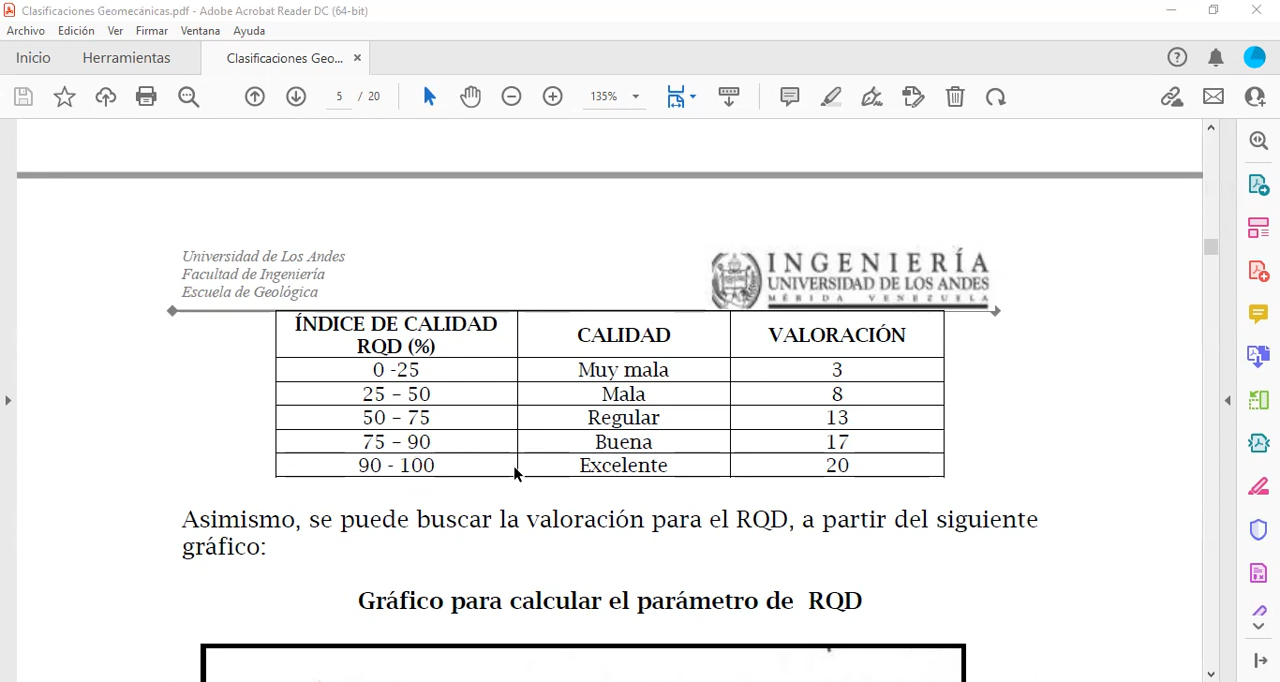 Clasificaciones Geomecánicas.pdf - Adobe Acrobat Reader DC (64-bit)
Archivo Edición Ver Firmar Ventana Ayuda
Inicio Herramientas Clasificaciones Geo... ×
5 / 20 135%
Universidad de Los Andes
Facultad de Ingeniería
Escuela de Geológica
INGENIERÍA
UNIVERSIDAD DE LOS ANDES
MÉRIDA VENEZUELA
ÍNDICE DE CALIDAD RQD (%) CALIDAD VALORACIÓN
0 -25 Muy mala 3
25 – 50 Mala 8
50 – 75 Regular 13
75 – 90 Buena 17
90 - 100 Excelente 20
Asimismo, se puede buscar la valoración para el RQD, a partir del siguiente
gráfico:
Gráfico para calcular el parámetro de RQD